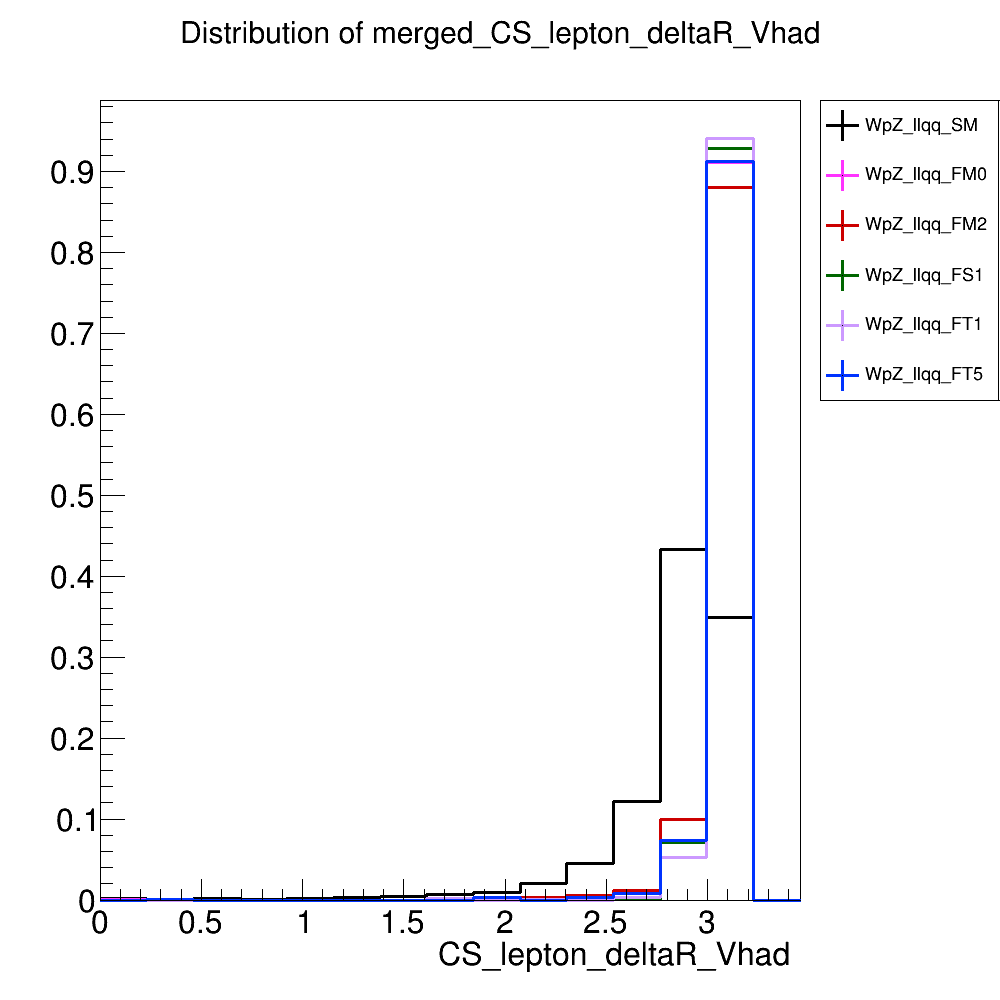 Distribution of merged_CS_lepton_deltaR_Vhad
0.9
0.8
0.7
0.6
0.5
0.4
0.3
0.2
0.1
0
0 0.5 1 1.5 2 2.5 3
CS_lepton_deltaR_Vhad
WpZ_llqq_SM
WpZ_llqq_FM0
WpZ_llqq_FM2
WpZ_llqq_FS1
WpZ_llqq_FT1
WpZ_llqq_FT5